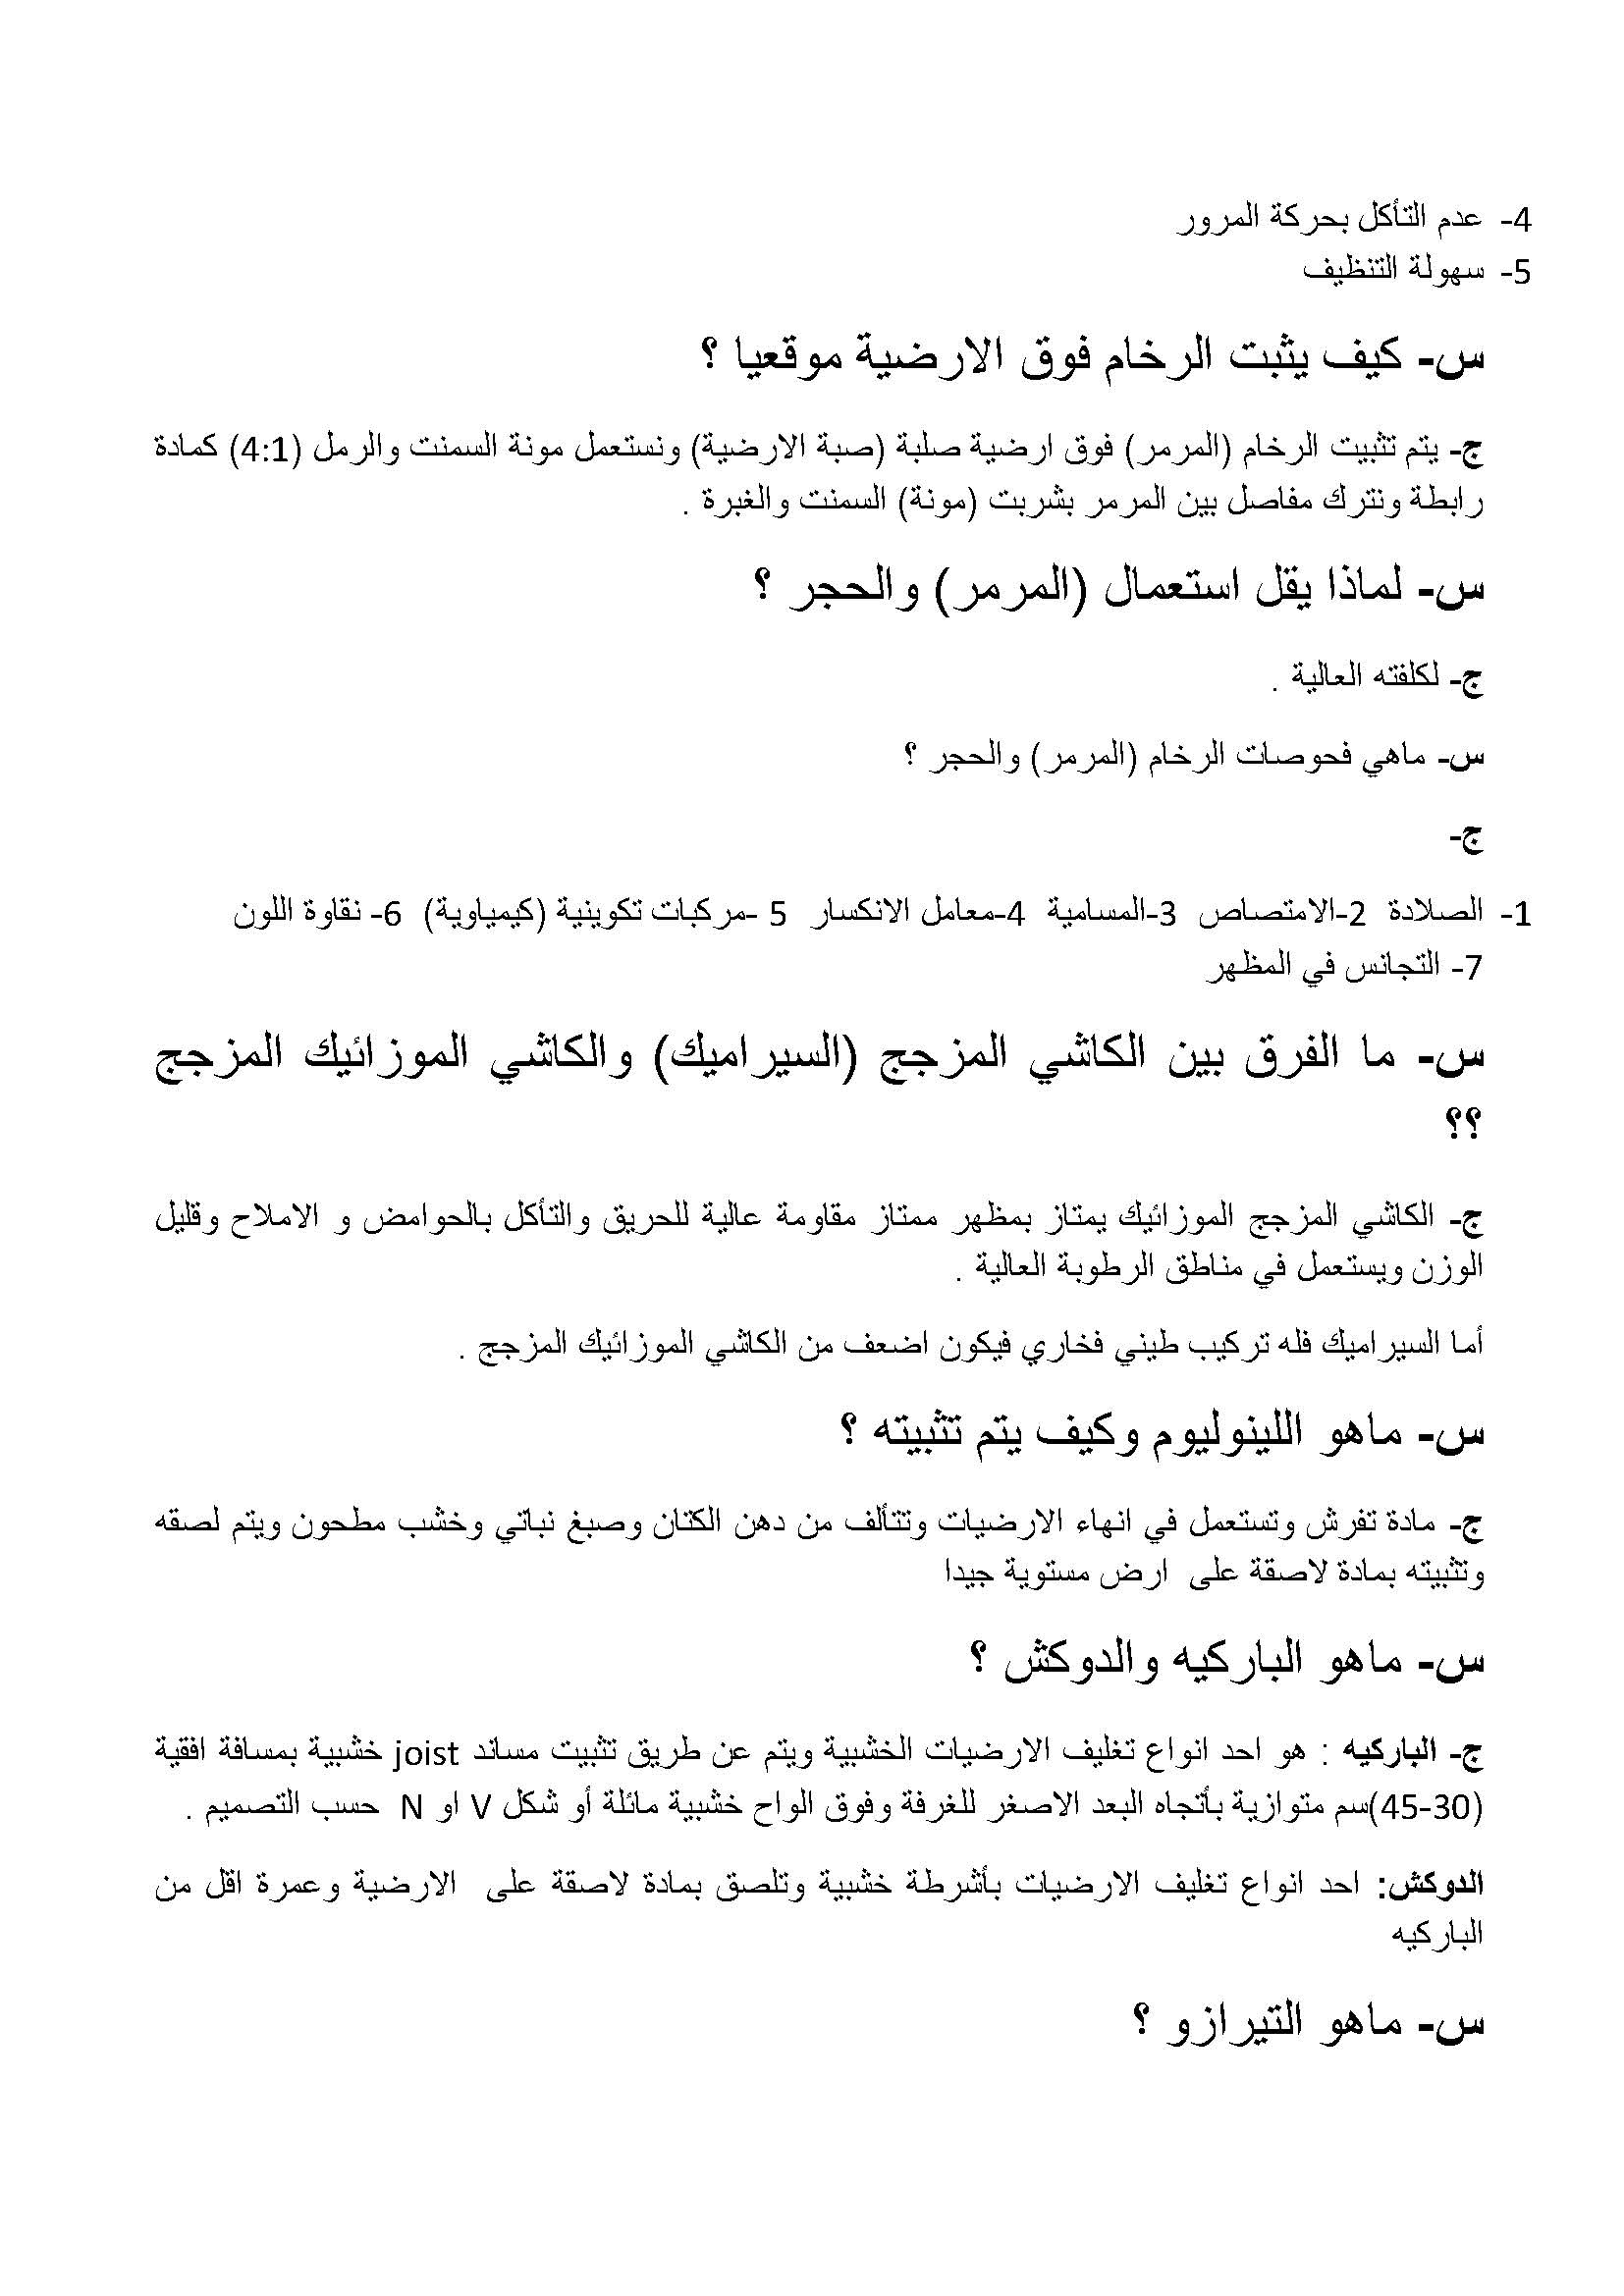 4- عدم التأكل بحركة المرور
5- سهولة التنظيف
س- كيف يثبت الرخام فوق الارضية موقعيا ؟
ج- يتم تثبيت الرخام (المرمر) فوق ارضية صلبة (صبة الارضية) ونستعمل مونة السمنت والرمل (4:1) كمادة
رابطة ونترك مفاصل بين المرمر بشربت (مونة) السمنت والغبرة .
س- لماذا يقل استعمال (المرمر) والحجر ؟
ج- لكلفته العالية .
س- ماهي فحوصات الرخام (المرمر) والحجر ؟
ج-
1- الصلادة 2-الامتصاص 3-المسامية 4-معامل الانكسار 5 -مركبات تكوينية (كيمياوية) 6- نقاوة اللون
7- التجانس في المظهر
س- ما الفرق بين الكاشي المزجج (السيراميك) والكاشي الموزائيك المزجج
؟؟
ج- الكاشي المزجج الموزائيك يمتاز بمظهر ممتاز مقاومة عالية للحريق والتأكل بالحوامض و الاملاح وقليل
الوزن ويستعمل في مناطق الرطوبة العالية .
أما السيراميك فله تركيب طيني فخاري فيكون اضعف من الكاشي الموزائيك المزجج .
س- ماهو اللينوليوم وكيف يتم تثبيته ؟
ج- مادة تفرش وتستعمل في انهاء الارضيات وتتألف من دهن الكتان وصبغ نباتي وخشب مطحون ويتم لصقه
وتثبيته بمادة لاصقة على ارض مستوية جيدا
س- ماهو الباركيه والدوكش ؟
ج- الباركيه : هو احد انواع تغليف الارضيات الخشبية ويتم عن طريق تثبيت مساند joist خشبية بمسافة افقية
(30-45)سم متوازية بأتجاه البعد الاصغر للغرفة وفوق الواح خشبية مائلة أو شكل V او N حسب التصميم .
الدوكش: احد انواع تغليف الارضيات بأشرطة خشبية وتلصق بمادة لاصقة على الارضية وعمرة اقل من
الباركيه
س- ماهو التيرازو ؟